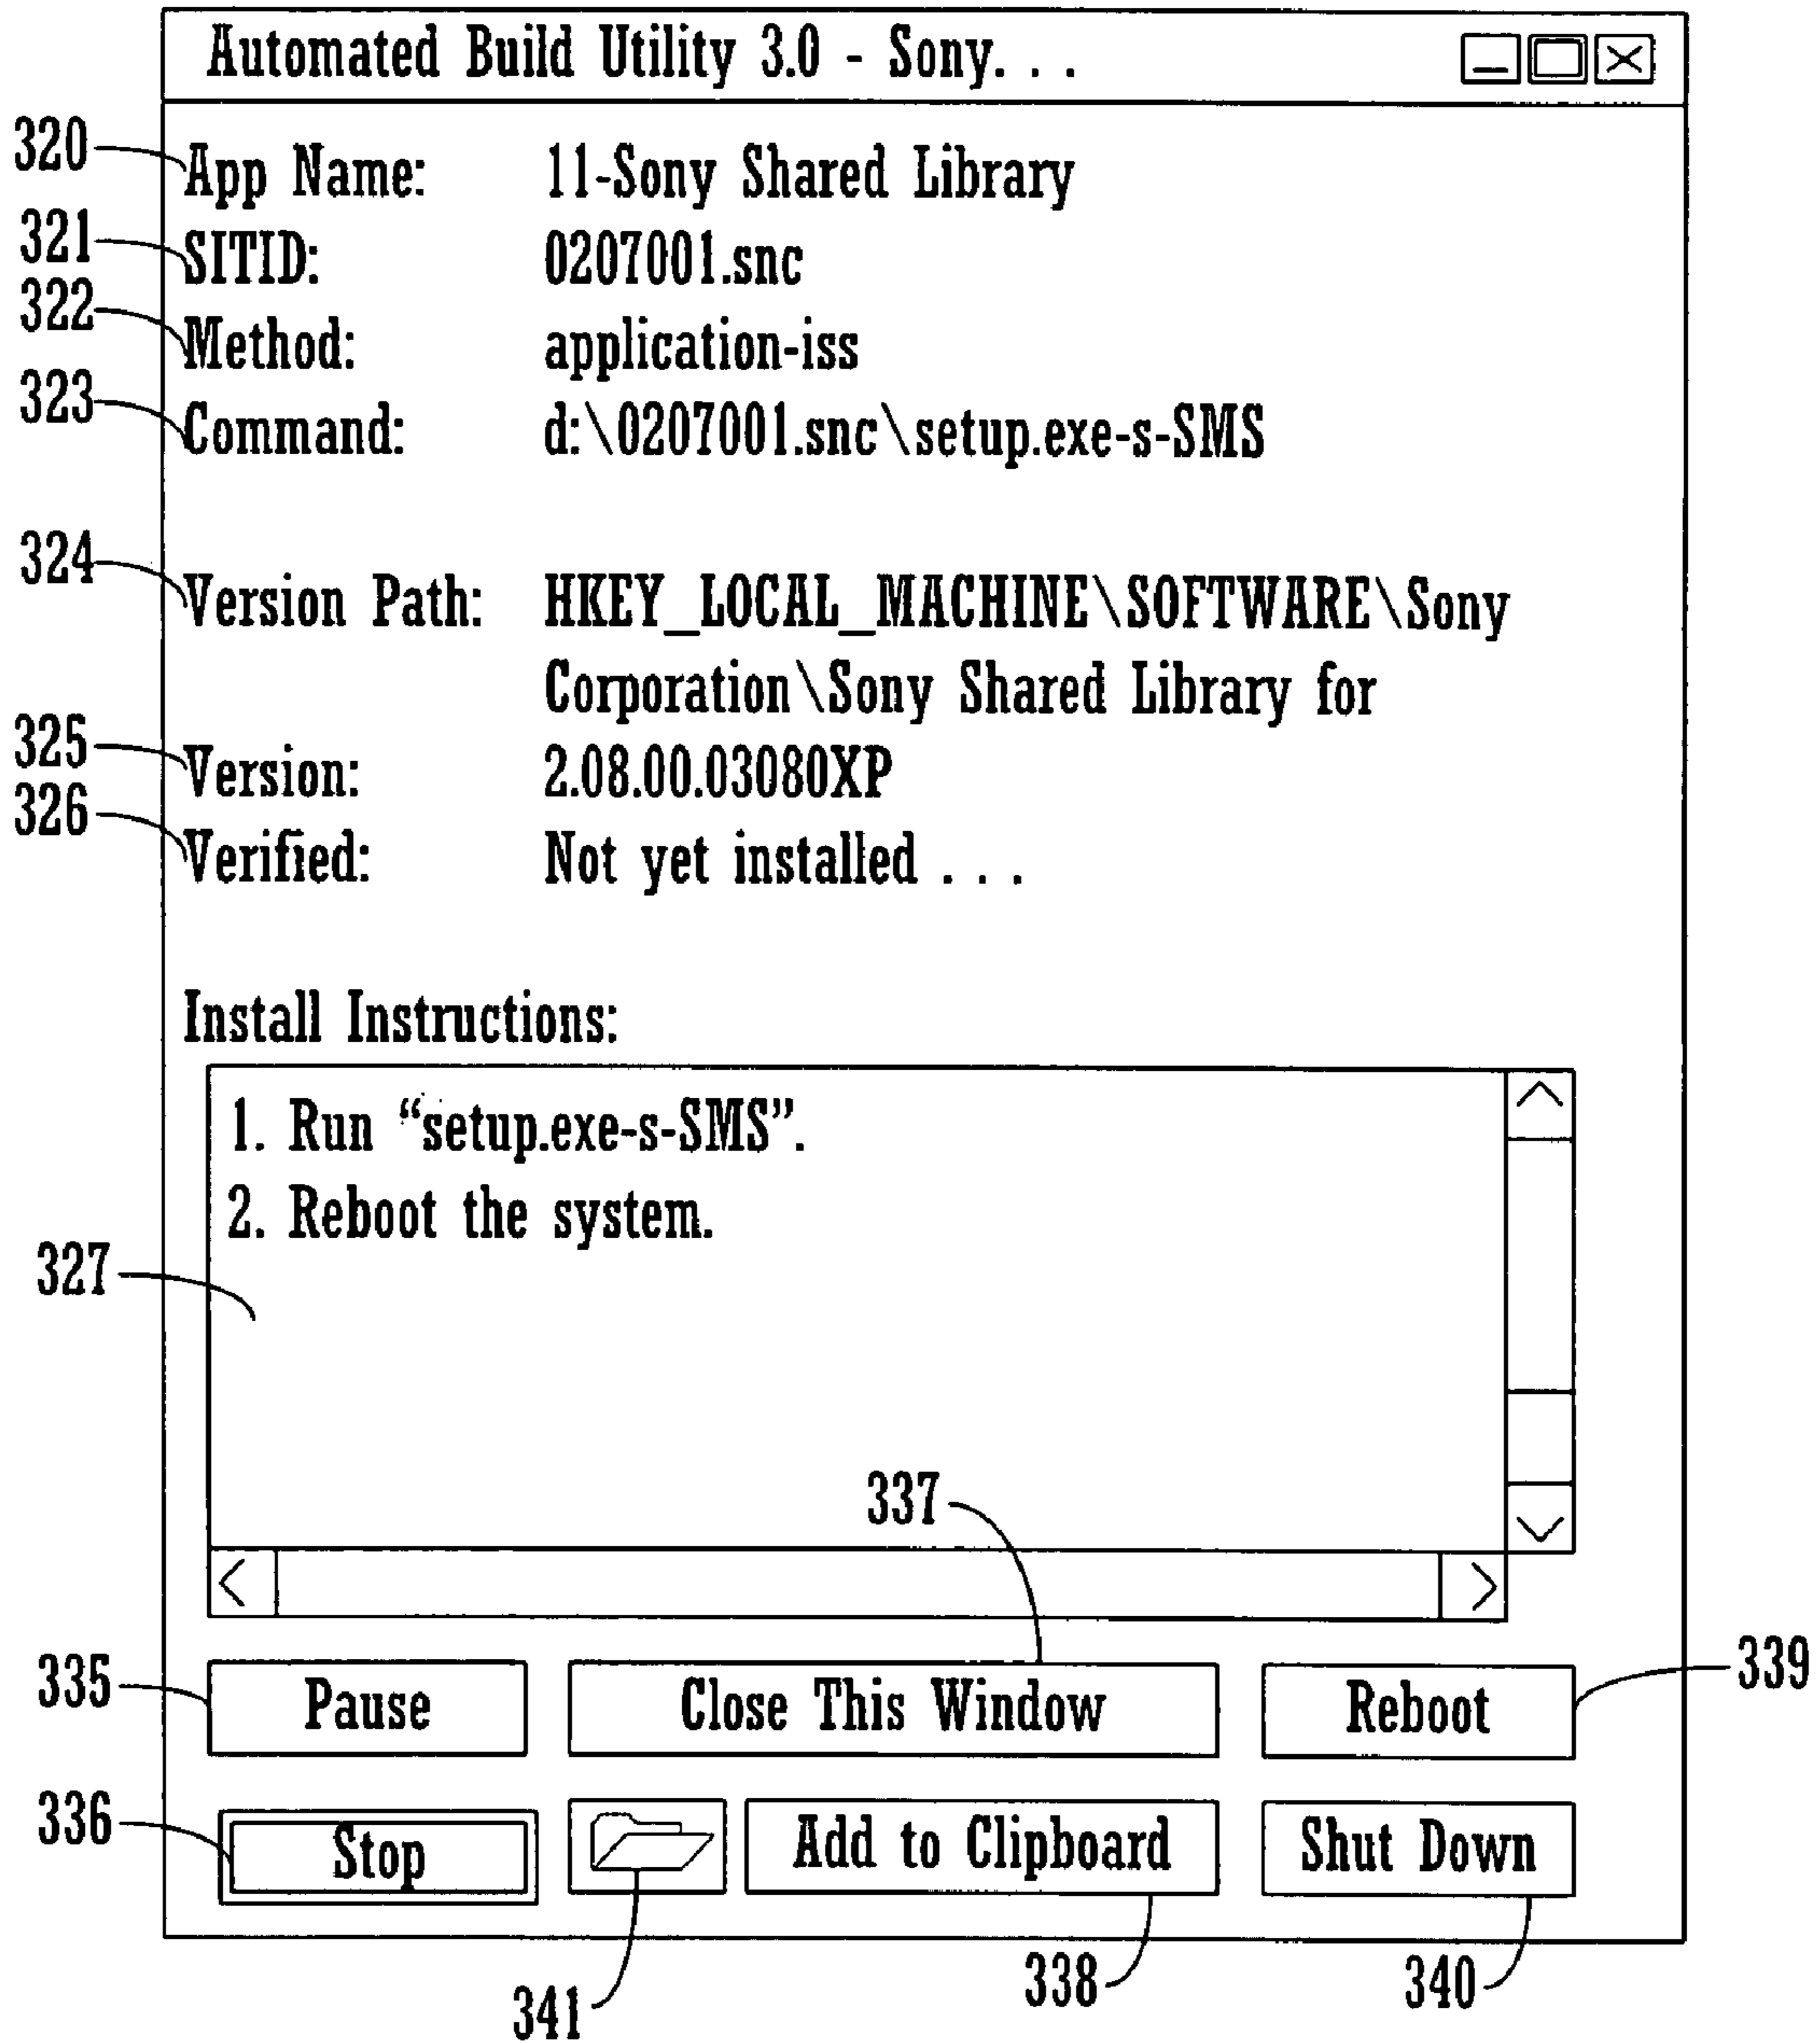 Automated Build Utility 3.0 - Sony. . .
320 App Name: 11-Sony Shared Library
321 SITID: 0207001.snc
322 Method: application-iss
323 Command: d:\0207001.snc\setup.exe-s-SMS
324 Version Path: HKEY_LOCAL_MACHINE\SOFTWARE\Sony
Corporation\Sony Shared Library for
325 Version: 2.08.00.03080XP
326 Verified: Not yet installed . . .
Install Instructions:
1. Run “setup.exe-s-SMS”.
2. Reboot the system.
327
337
335 Pause Close This Window Reboot 339
336 Stop Add to Clipboard Shut Down
341 338 340